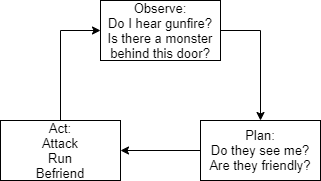 Observe:
Do I hear gunfire?
Is there a monster
behind this door?
Plan:
Do they see me?
Are they friendly?
Act:
Attack
Run
Befriend